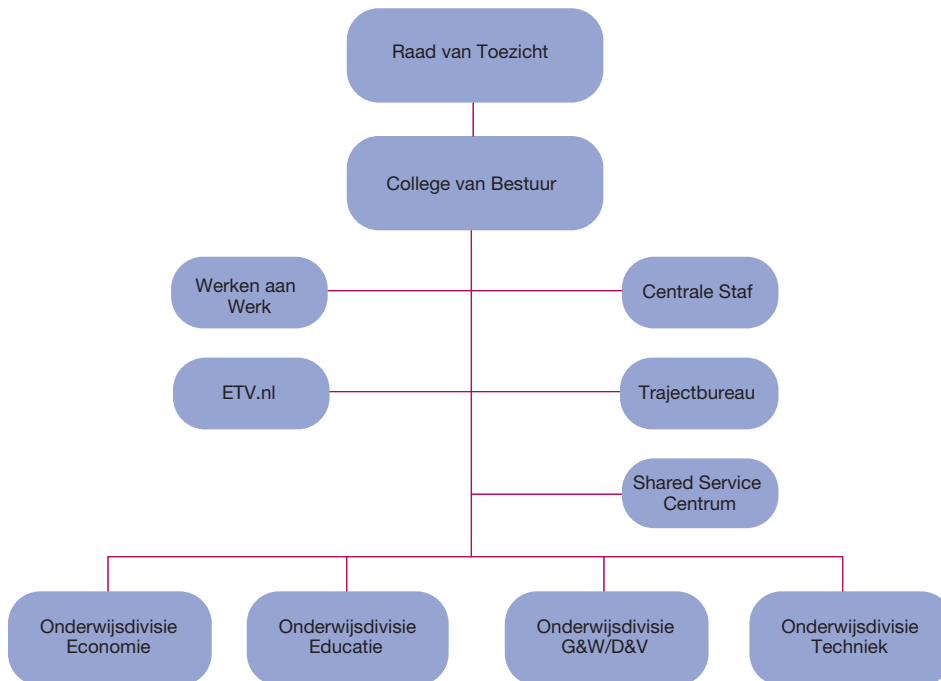 Raad van Toezicht
College van Bestuur
Werken aan
Werk
Centrale Staf
ETV.nl
Trajectbureau
Shared Service
Centrum
Onderwijsdivisie
Economie
Onderwijsdivisie
Educatie
Onderwijsdivisie
G&W/D&V
Onderwijsdivisie
Techniek